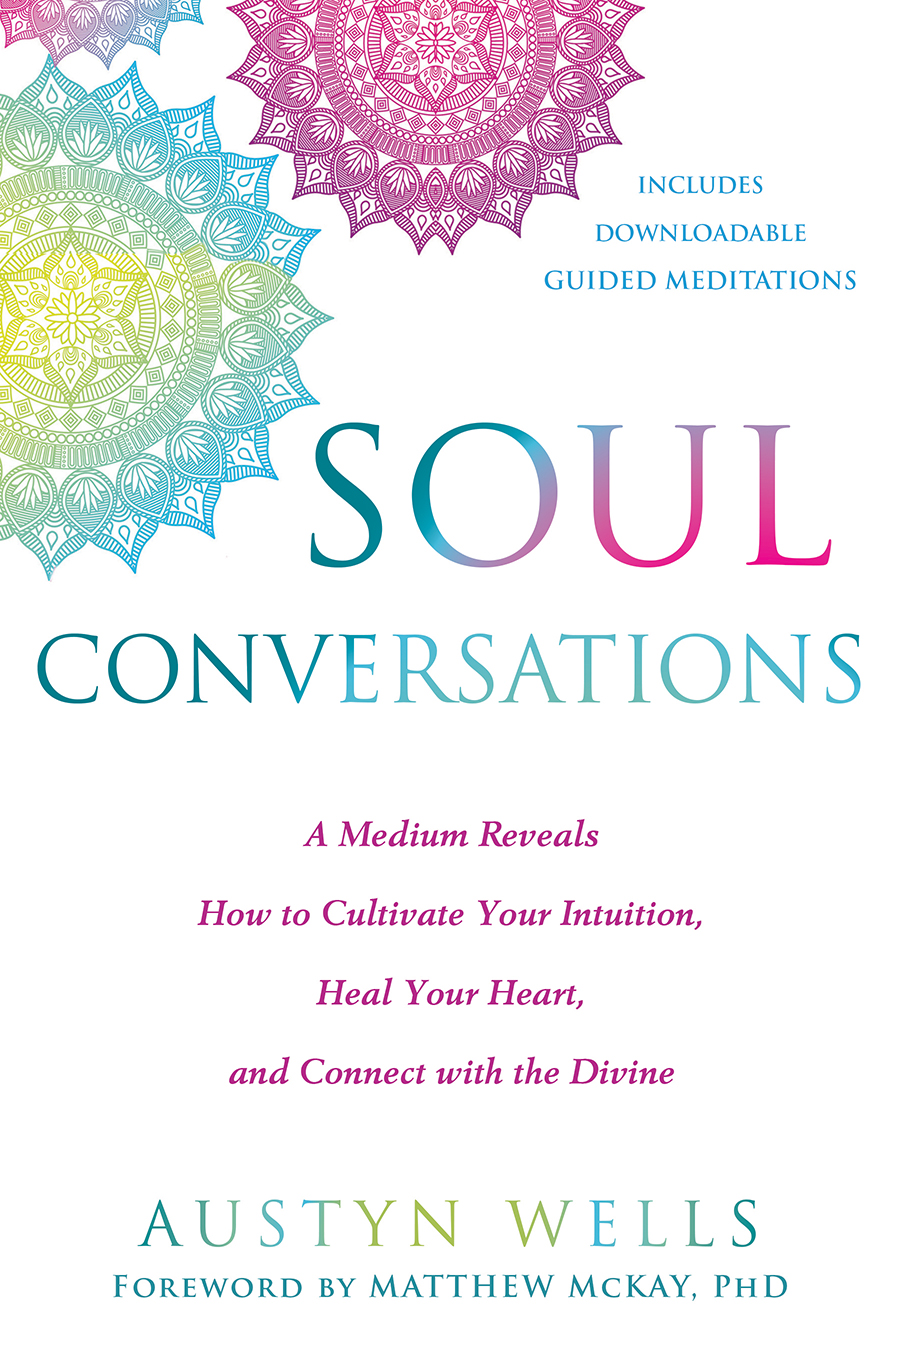 INCLUDES
DOWNLOADABLE
GUIDED MEDITATIONS
SOUL
CONVERSATIONS
A Medium Reveals
How to Cultivate Your Intuition,
Heal Your Heart,
and Connect with the Divine
AUSTYN WELLS
FOREWORD BY MATTHEW MCKAY, PHD